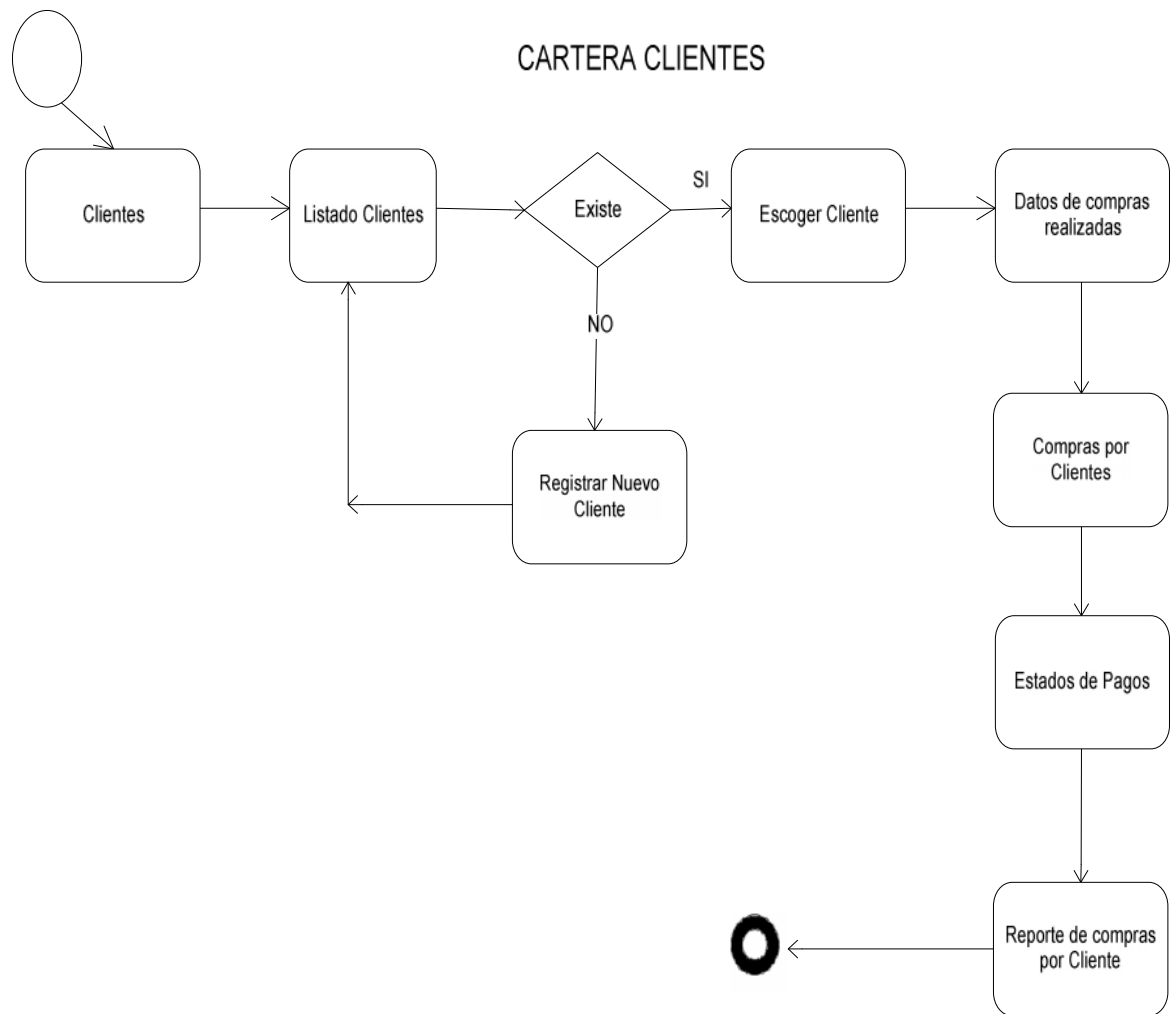 CARTERA CLIENTES
Clientes
Listado Clientes
Existe
SI
Escoger Cliente
Datos de compras
realizadas
NO
Registrar Nuevo
Cliente
Compras por
Clientes
Estados de Pagos
Reporte de compras
por Cliente